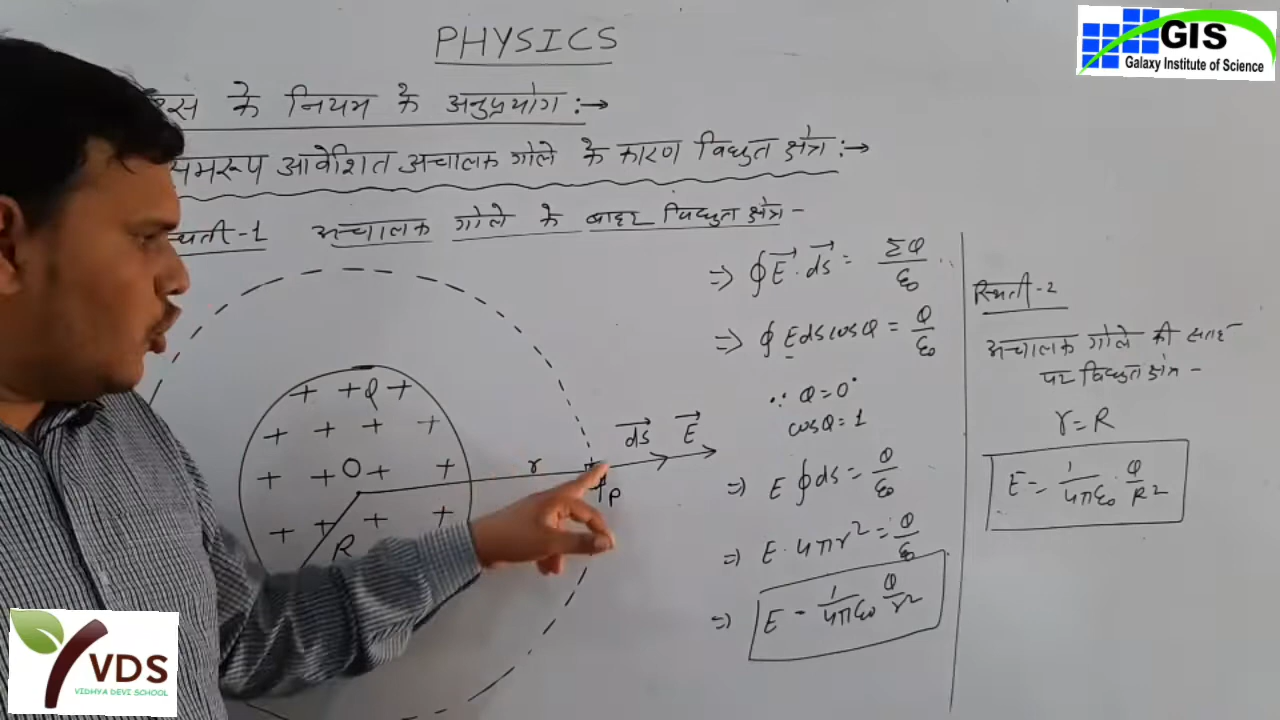 PHYSICS
GIS
Galaxy Institute of Science
के नियम के अनुप्रयोग :→
समरूप आवेशित अचालक गोले के कारण विधुत क्षेत्र :→
स्थिती-1 अचालक गोले के बाहर विधुत क्षेत्र -
⇒ ∮E⃗. ds⃗ = ΣQ/ε₀
⇒ ∮ E ds cosθ = Q/ε₀
∵ θ = 0°
cosθ = 1
⇒ E ∮ds = Q/ε₀
⇒ E. 4πr² = Q/ε₀
⇒ E = 1/4πε₀ Q/r²
स्थिती-2
अचालक गोले की सतह
पर विधुत क्षेत्र -
r = R
E = 1/4πε₀ . Q/R²
+ + Q +
+ + + +
+ O + +
+ + + +
R
r
ds⃗ E⃗
+ P
VDS
VIDHYA DEVI SCHOOL